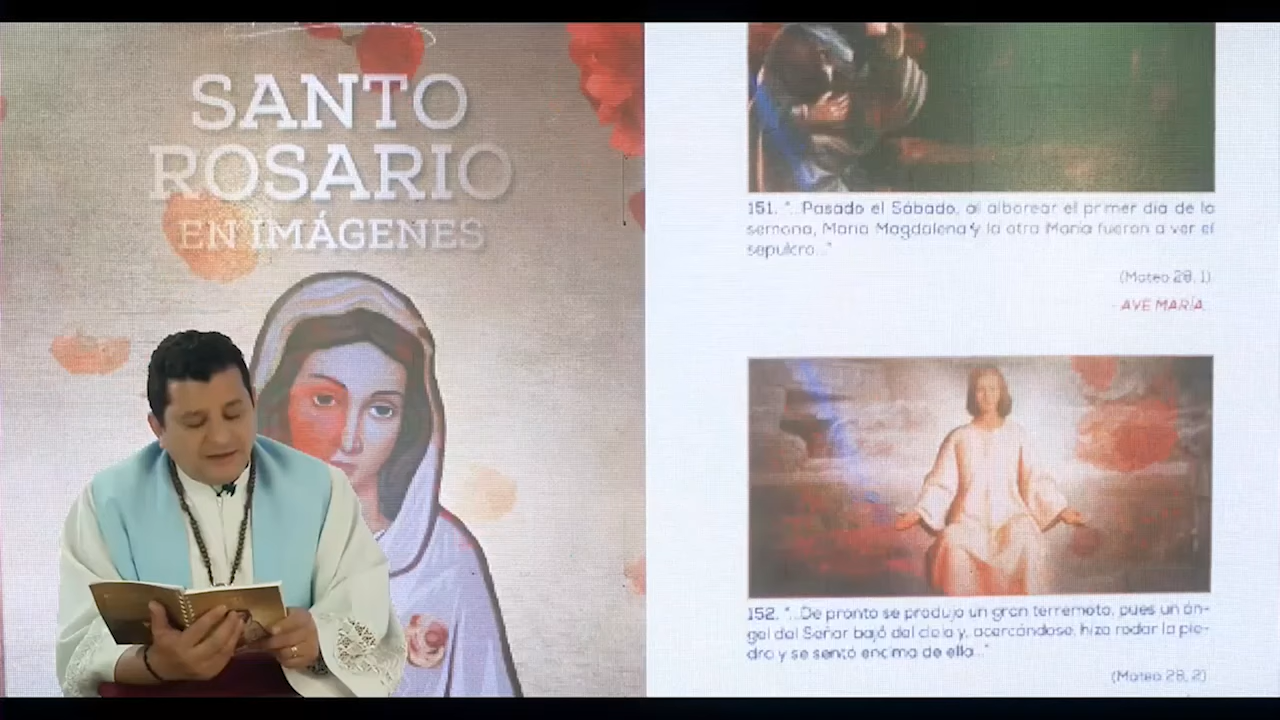 SANTO
ROSARIO
EN IMÁGENES
151. "...Pasado el Sábado, al alborear el primer día de la
semana, María Magdalena y la otra María fueron a ver el
sepulcro..."
(Mateo 28, 1)
- AVE MARÍA.
152. "...De pronto se produjo un gran terremoto, pues un án-
gel del Señor bajó del cielo y, acercándose, hizo rodar la pie-
dra y se sentó encima de ella..."
(Mateo 28, 2)